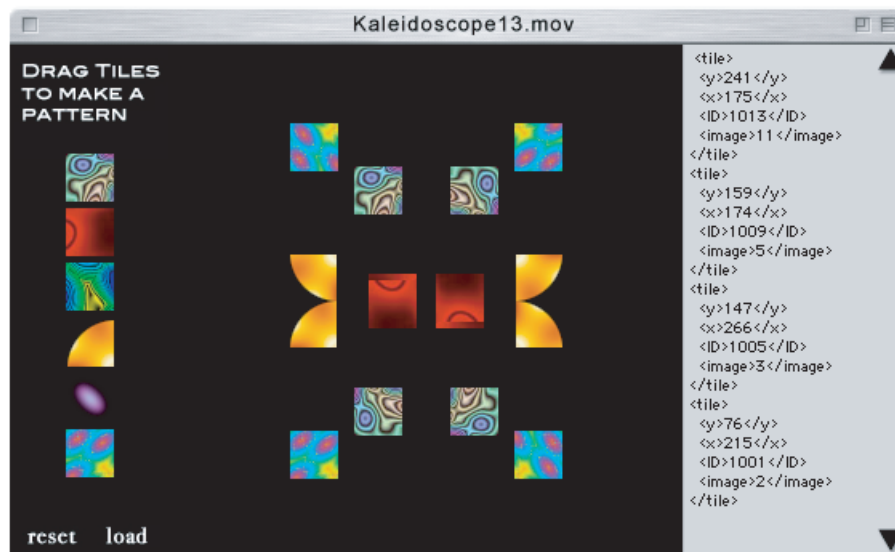 Kaleidoscope13.mov
DRAG TILES
TO MAKE A
PATTERN
reset load
<tile>
<y>241</y>
<x>175</x>
<ID>1013</ID>
<image>11</image>
</tile>
<tile>
<y>159</y>
<x>174</x>
<ID>1009</ID>
<image>5</image>
</tile>
<tile>
<y>147</y>
<x>266</x>
<ID>1005</ID>
<image>3</image>
</tile>
<tile>
<y>76</y>
<x>215</x>
<ID>1001</ID>
<image>2</image>
</tile>